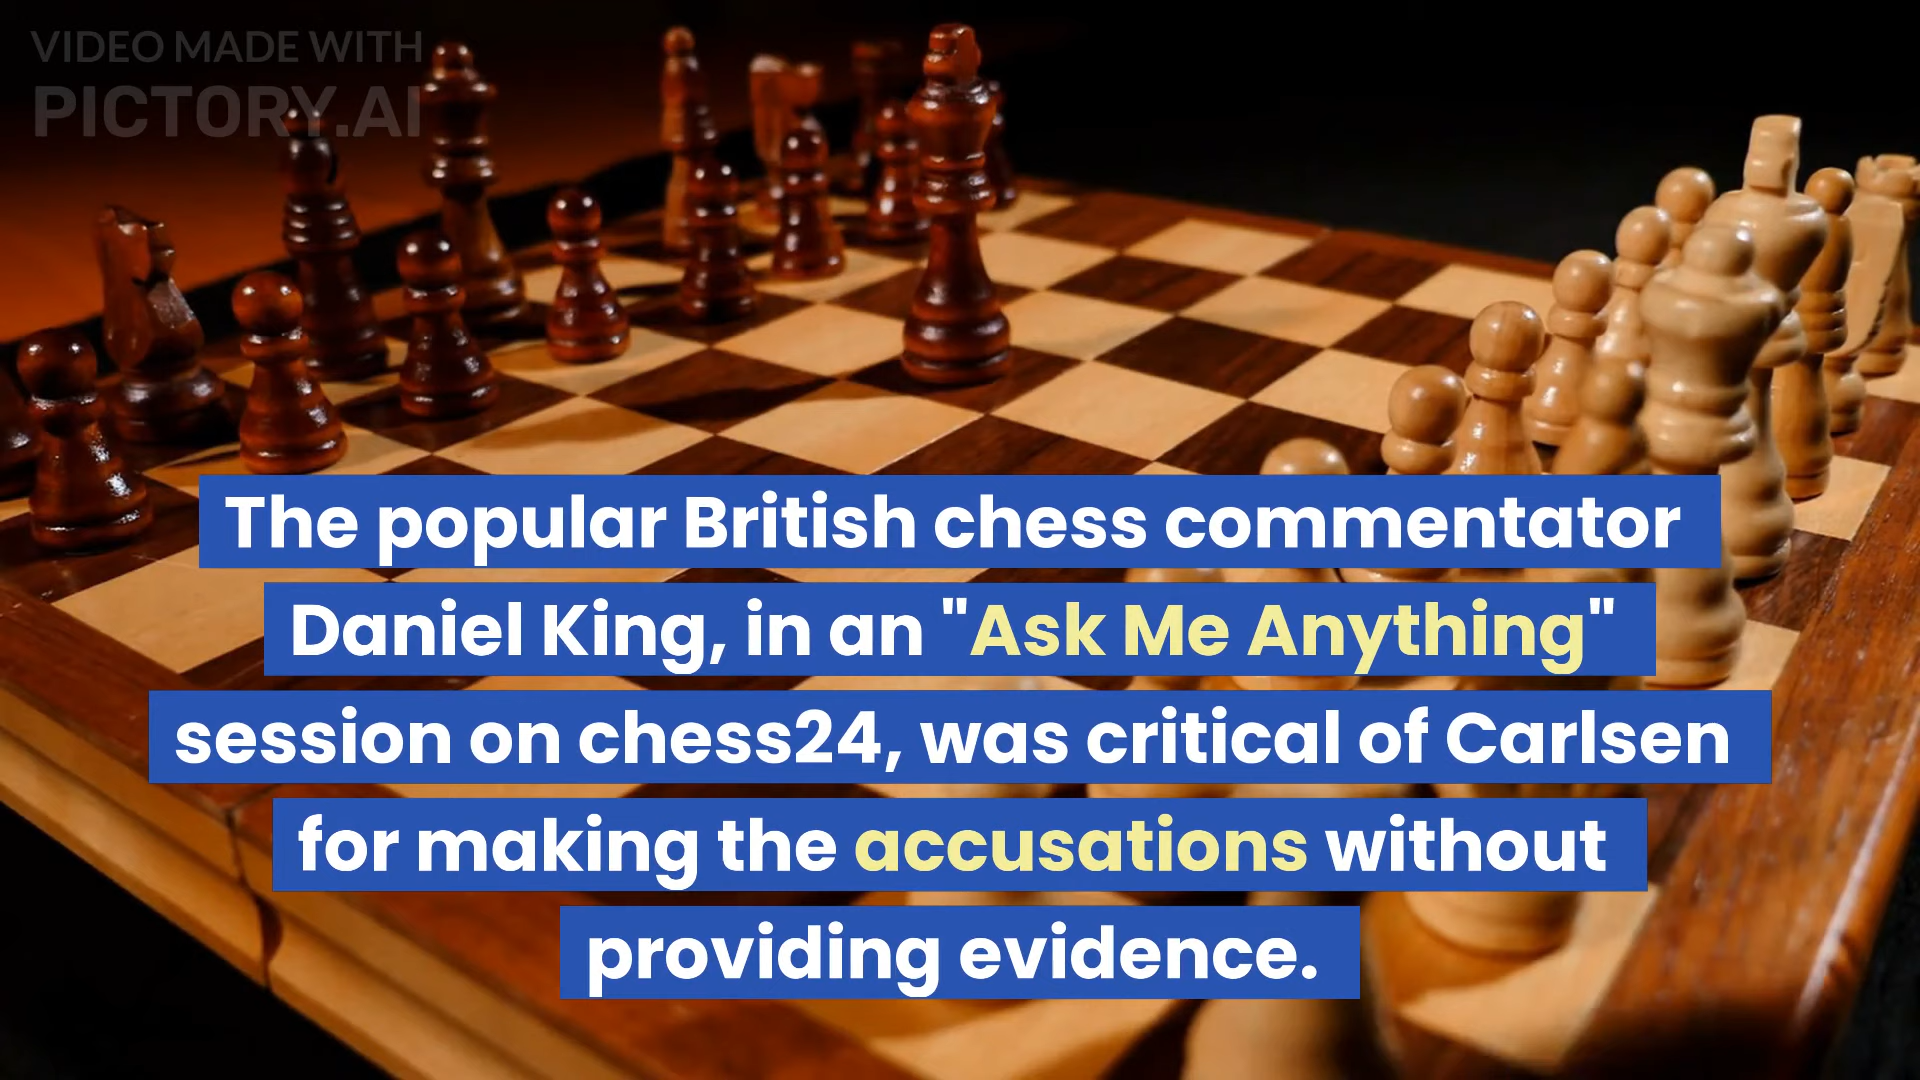 VIDEO MADE WITH
PICTORY.AI
The popular British chess commentator
Daniel King, in an "Ask Me Anything"
session on chess24, was critical of Carlsen
for making the accusations without
providing evidence.